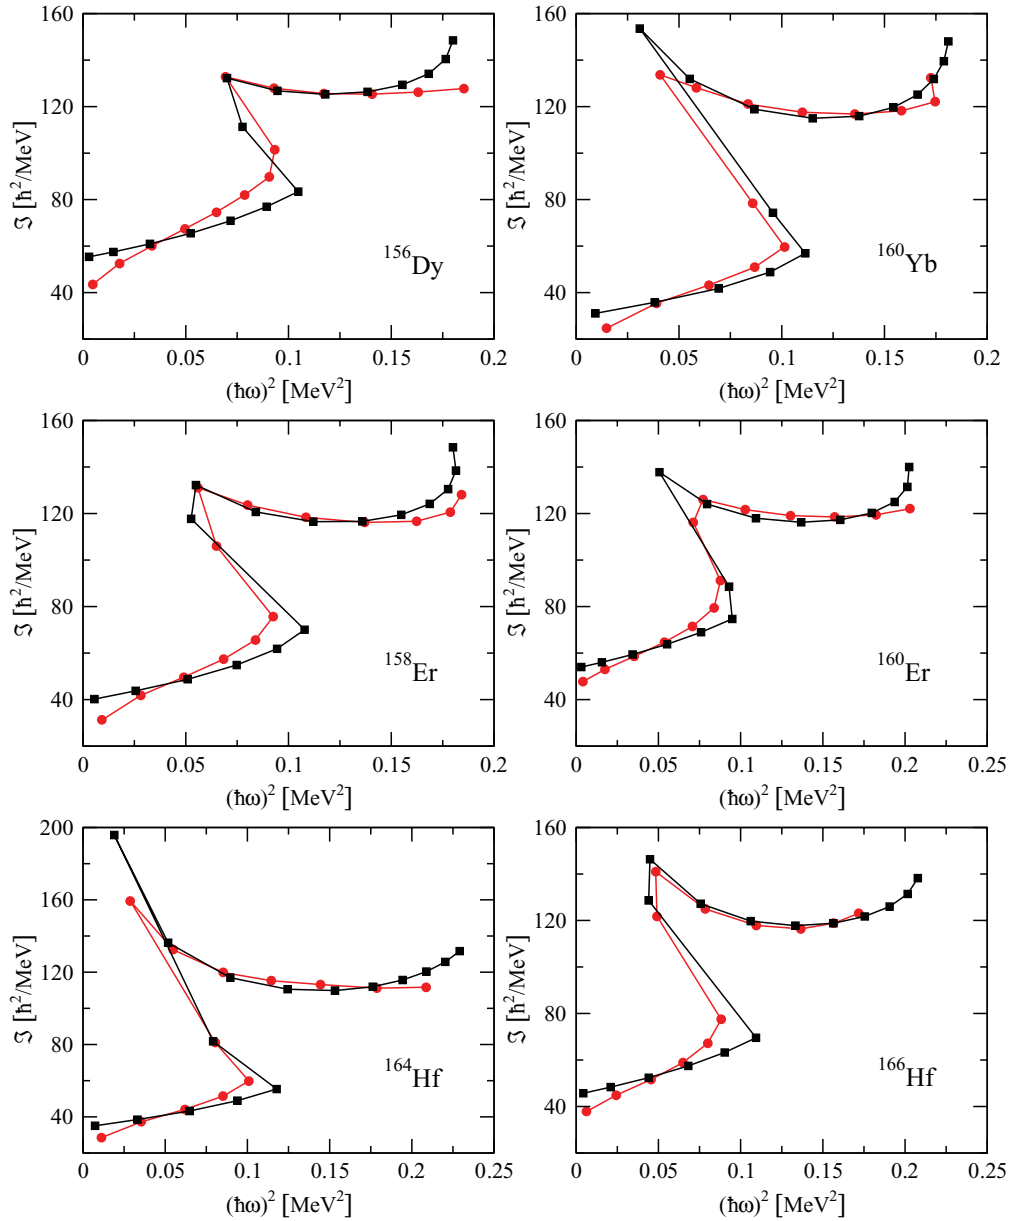 160
120
80
40
ℑ [ħ²/MeV]
¹⁵⁶Dy
0 0.05 0.1 0.15 0.2
(ħω)² [MeV²]
160
120
80
40
ℑ [ħ²/MeV]
¹⁶⁰Yb
0 0.05 0.1 0.15 0.2
(ħω)² [MeV²]
160
120
80
40
ℑ [ħ²/MeV]
¹⁵⁸Er
0 0.05 0.1 0.15 0.2
(ħω)² [MeV²]
160
120
80
40
ℑ [ħ²/MeV]
¹⁶⁰Er
0 0.05 0.1 0.15 0.2 0.25
(ħω)² [MeV²]
200
160
120
80
40
ℑ [ħ²/MeV]
¹⁶⁴Hf
0 0.05 0.1 0.15 0.2 0.25
(ħω)² [MeV²]
160
120
80
40
ℑ [ħ²/MeV]
¹⁶⁶Hf
0 0.05 0.1 0.15 0.2 0.25
(ħω)² [MeV²]